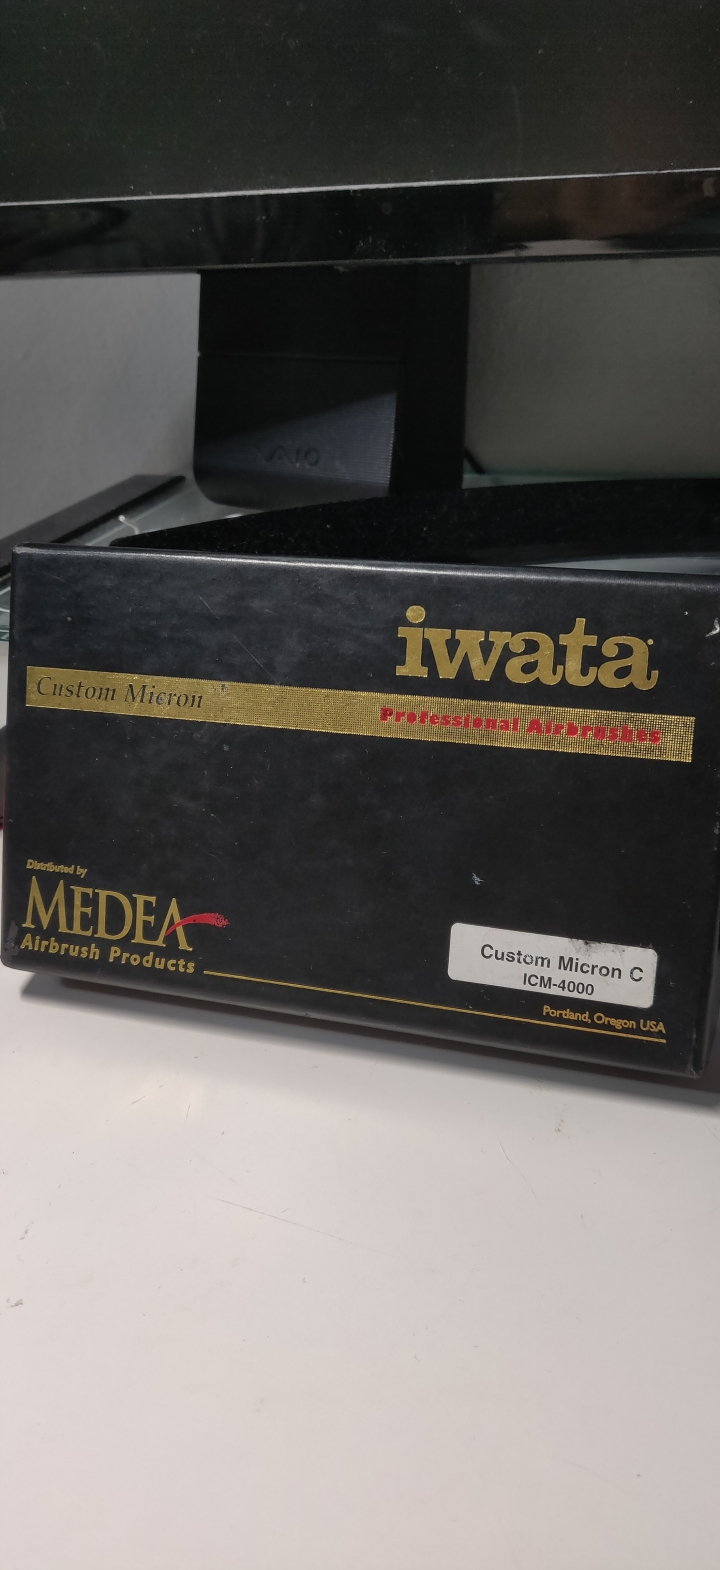 VAIO
iwata
Custom Micron
Professional Airbrushes
Distributed by
MEDEA
Airbrush Products
Custom Micron C
ICM-4000
Portland, Oregon USA